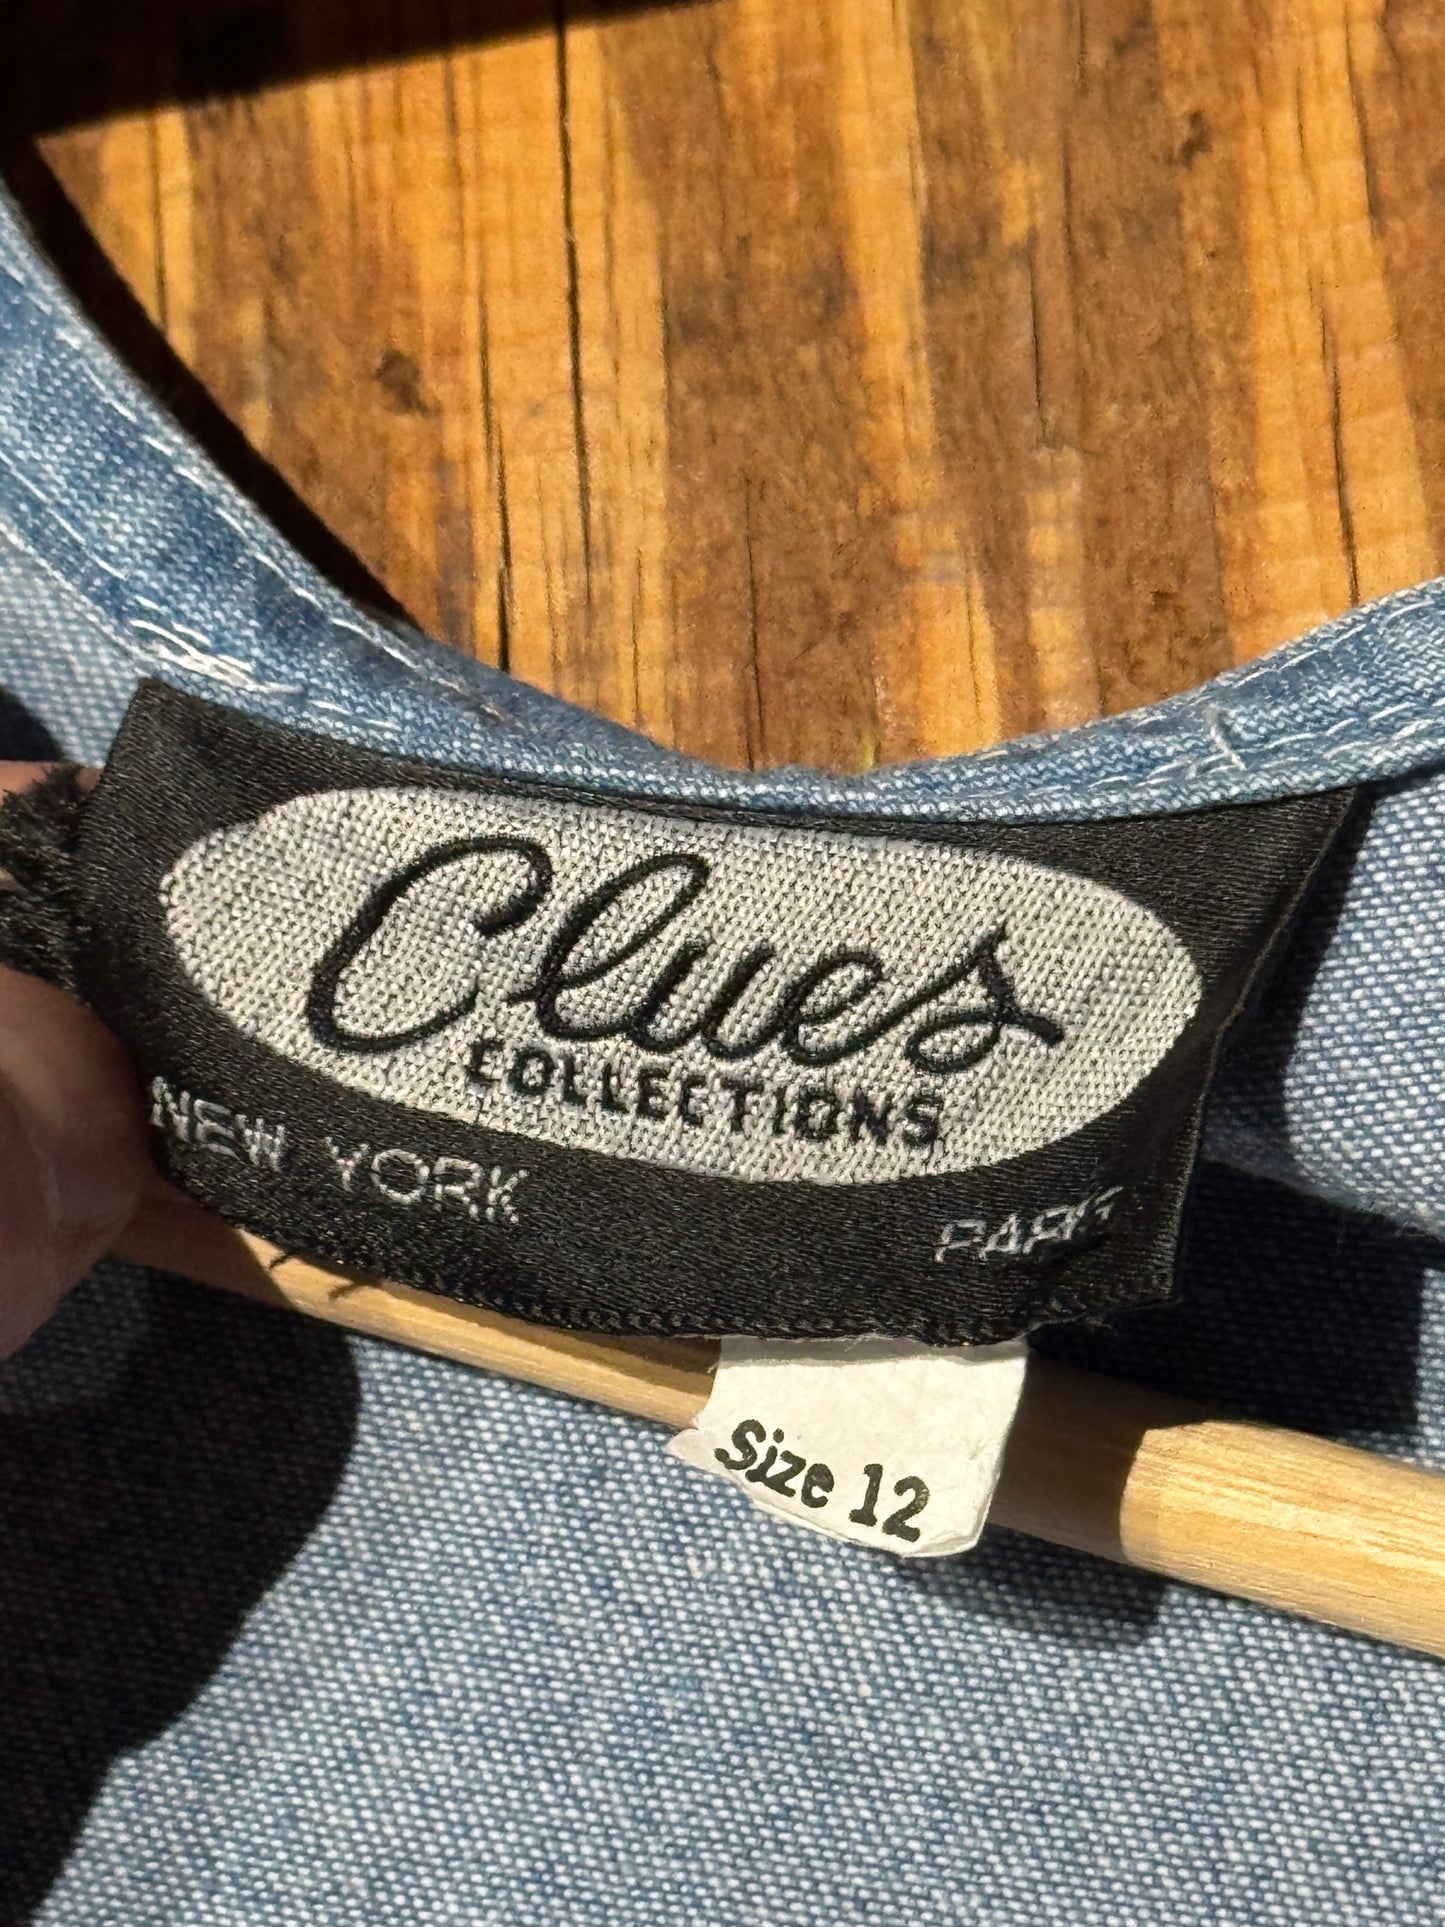 Clues
COLLECTIONS
NEW YORK PARIS
Size 12